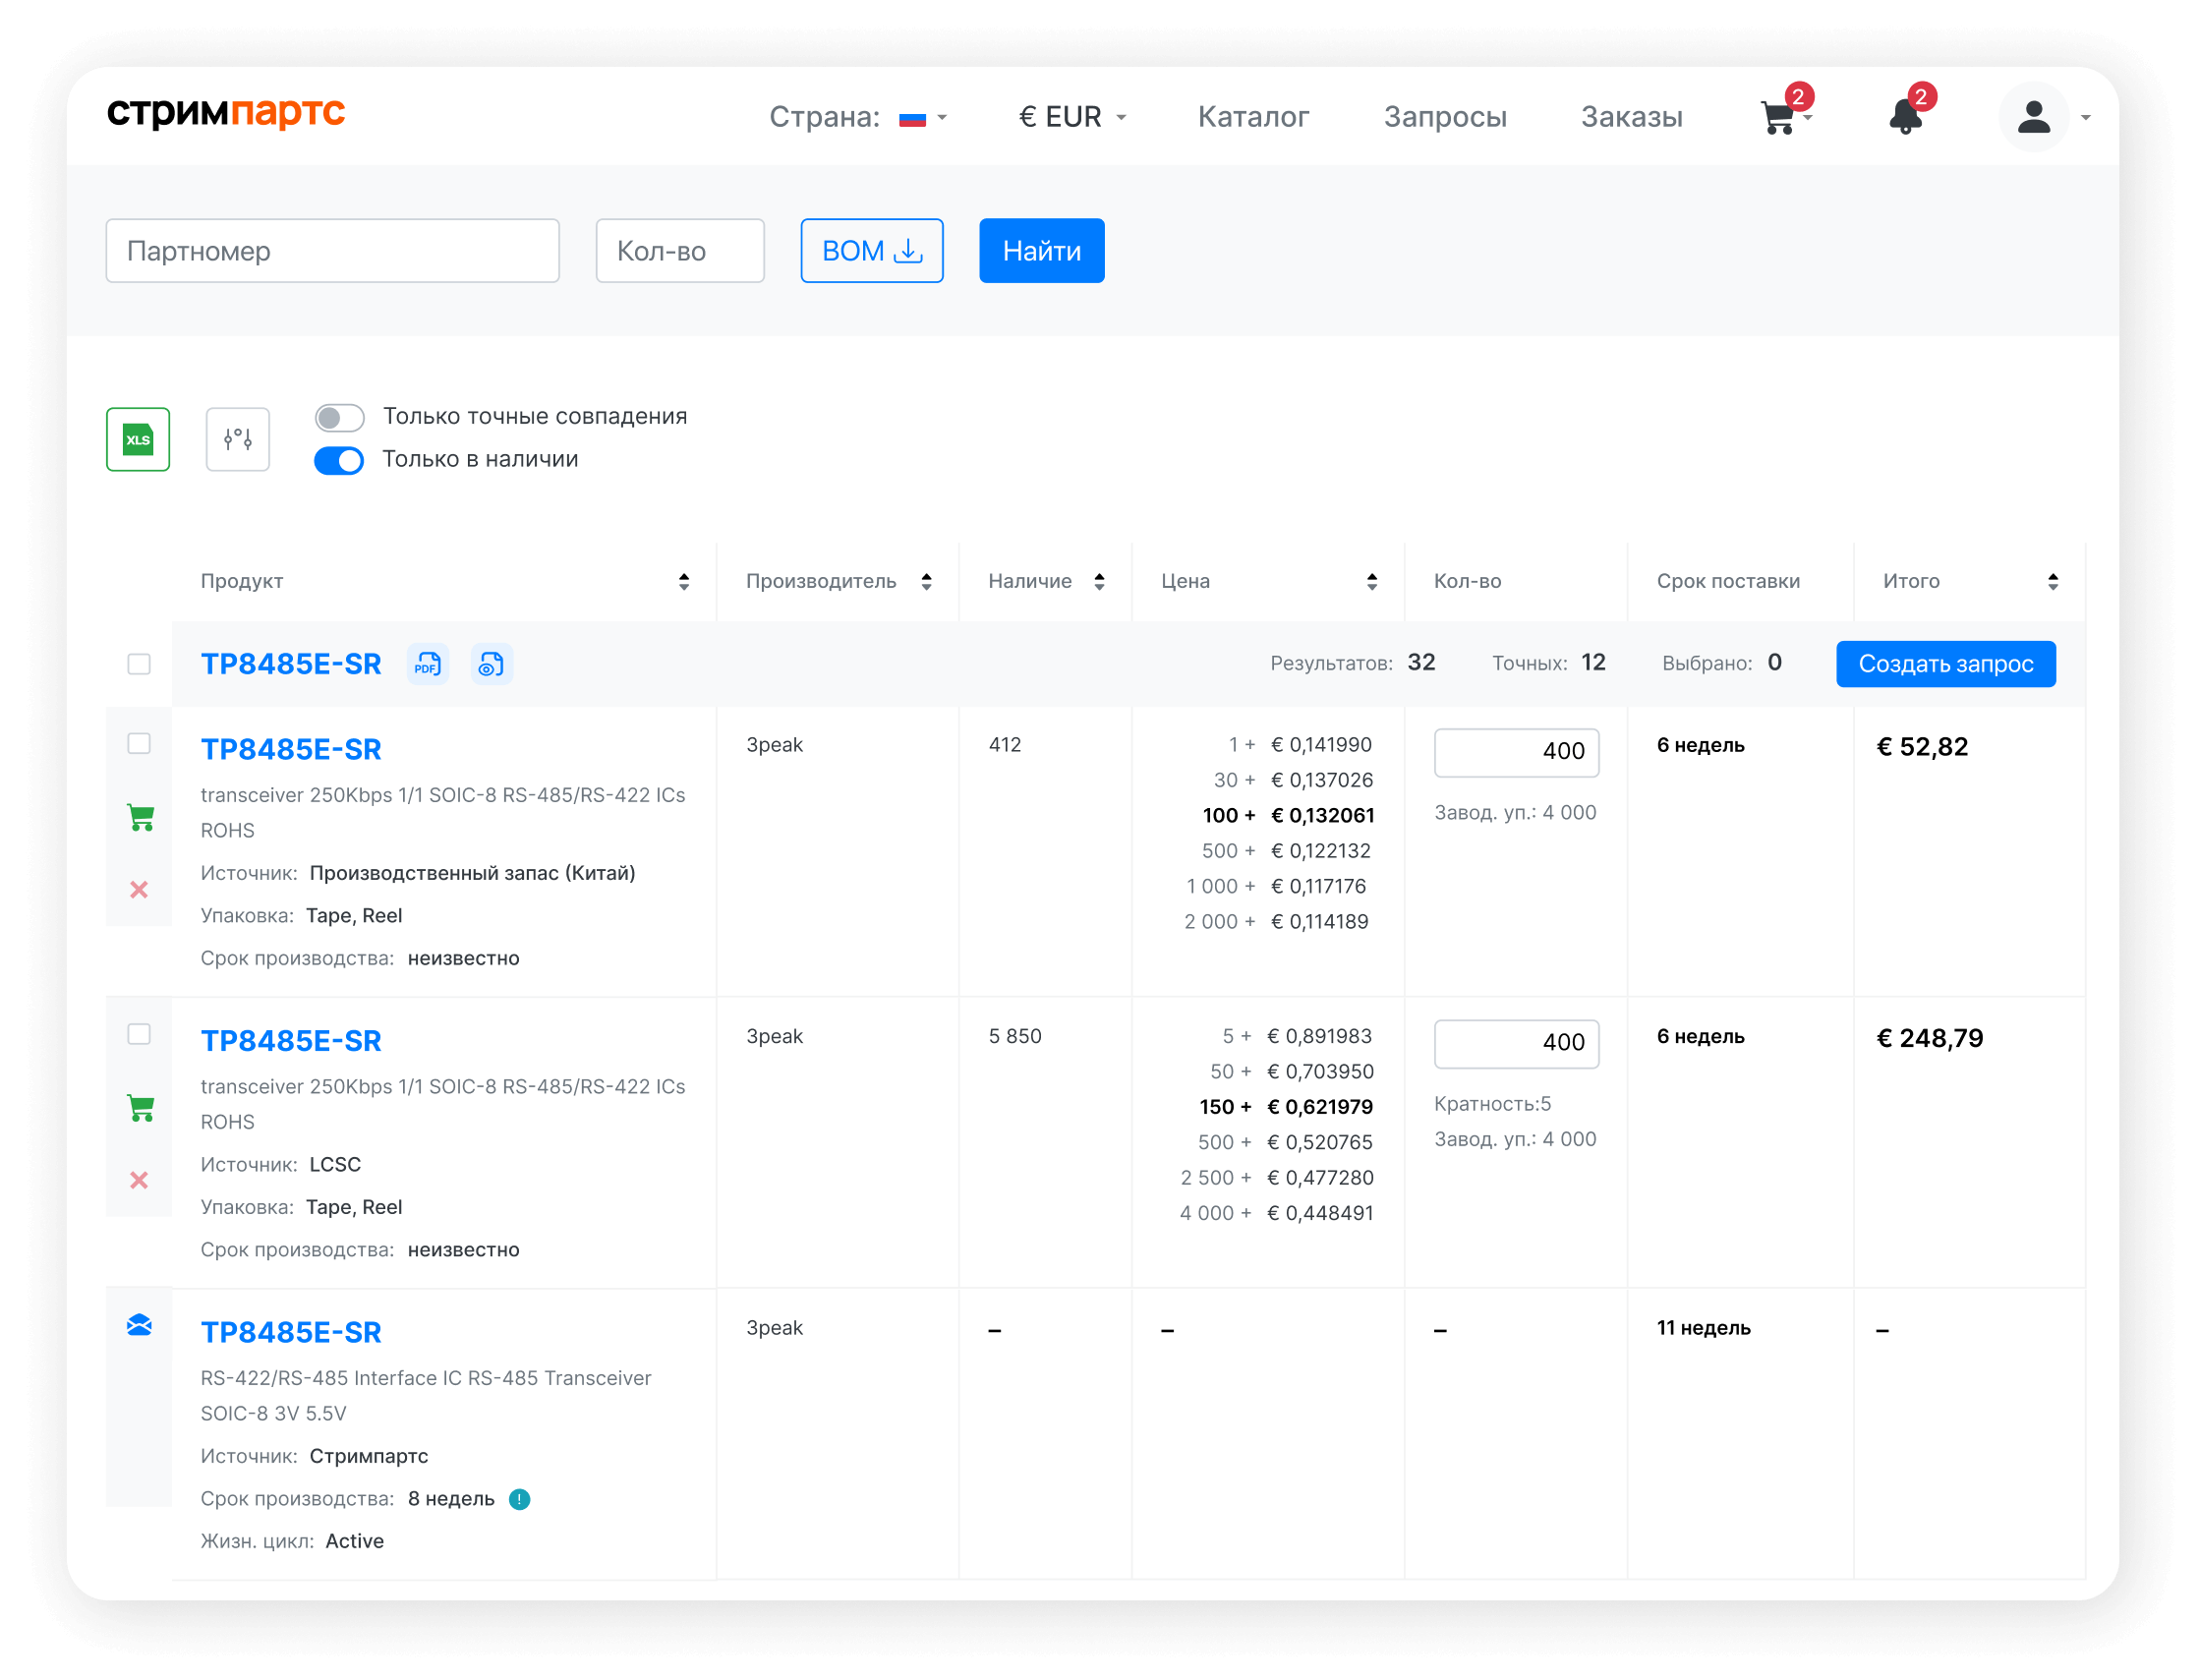 стримпартс
Страна: € EUR Каталог Запросы Заказы 2 2
Партномер Кол-во BOM Найти
XLS
Только точные совпадения
Только в наличии
Продукт Производитель Наличие Цена Кол-во Срок поставки Итого
TP8485E-SR PDF Результатов: 32 Точных: 12 Выбрано: 0 Создать запрос
TP8485E-SR 3peak 412 1 + € 0,141990 400 6 недель € 52,82
30 + € 0,137026
transceiver 250Kbps 1/1 SOIC-8 RS-485/RS-422 ICs
ROHS
100 + € 0,132061
Завод. уп.: 4 000
500 + € 0,122132
Источник: Производственный запас (Китай)
1 000 + € 0,117176
Упаковка: Tape, Reel
2 000 + € 0,114189
Срок производства: неизвестно
TP8485E-SR 3peak 5 850 5 + € 0,891983 400 6 недель € 248,79
50 + € 0,703950
transceiver 250Kbps 1/1 SOIC-8 RS-485/RS-422 ICs
ROHS
150 + € 0,621979
Кратность:5
500 + € 0,520765
Завод. уп.: 4 000
Источник: LCSC
2 500 + € 0,477280
Упаковка: Tape, Reel
4 000 + € 0,448491
Срок производства: неизвестно
TP8485E-SR 3peak – – – 11 недель –
RS-422/RS-485 Interface IC RS-485 Transceiver
SOIC-8 3V 5.5V
Источник: Стримпартс
Срок производства: 8 недель !
Жизн. цикл: Active